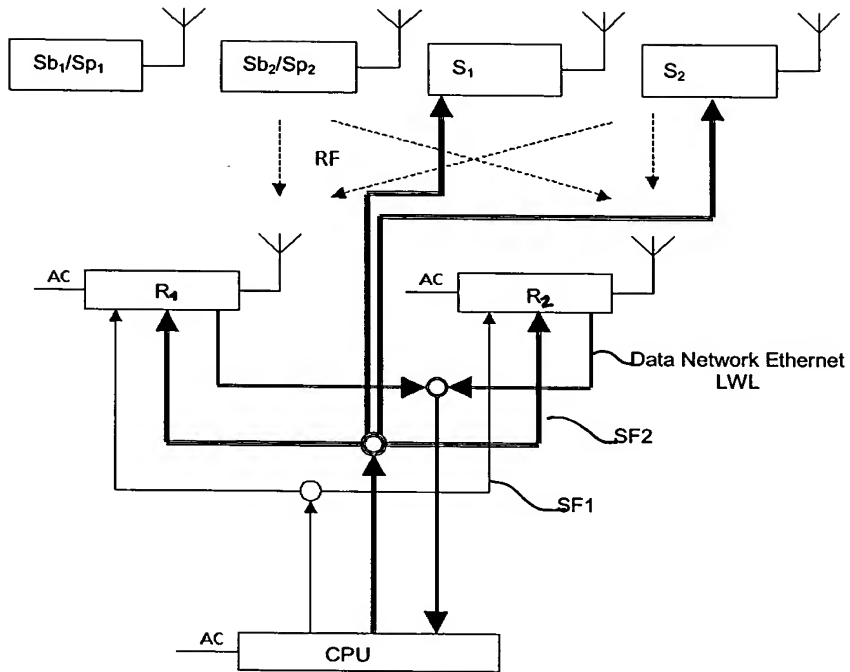 Sb₁/Sp₁
Sb₂/Sp₂
S₁
S₂
RF
AC
R₁
AC
R₂
Data Network Ethernet
LWL
SF2
SF1
AC
CPU